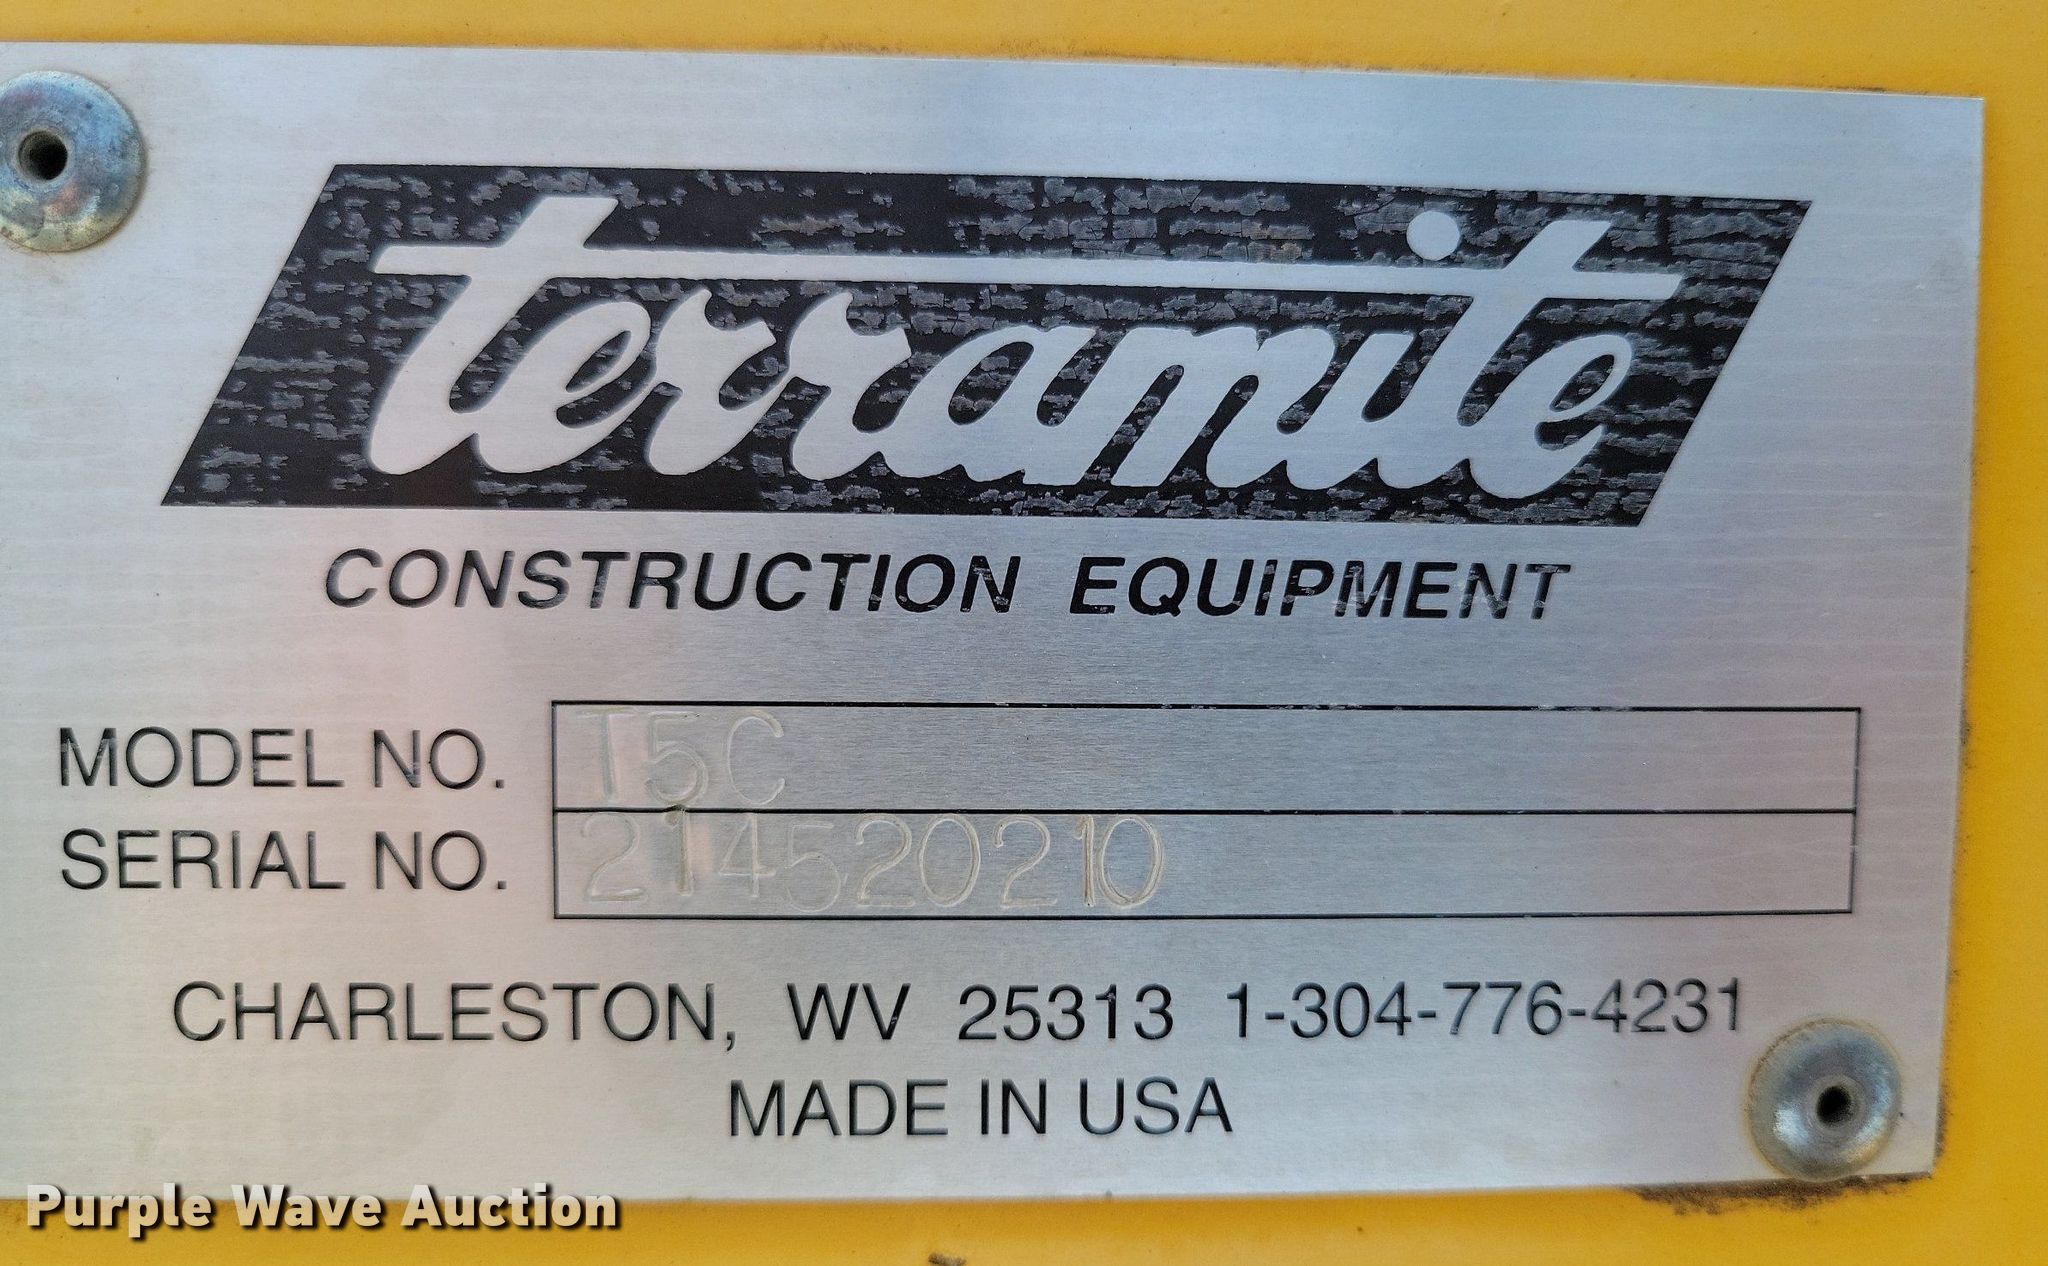 terramite
CONSTRUCTION EQUIPMENT
MODEL NO. T5C
SERIAL NO. 214520210
CHARLESTON, WV 25313 1-304-776-4231
MADE IN USA
Purple Wave Auction